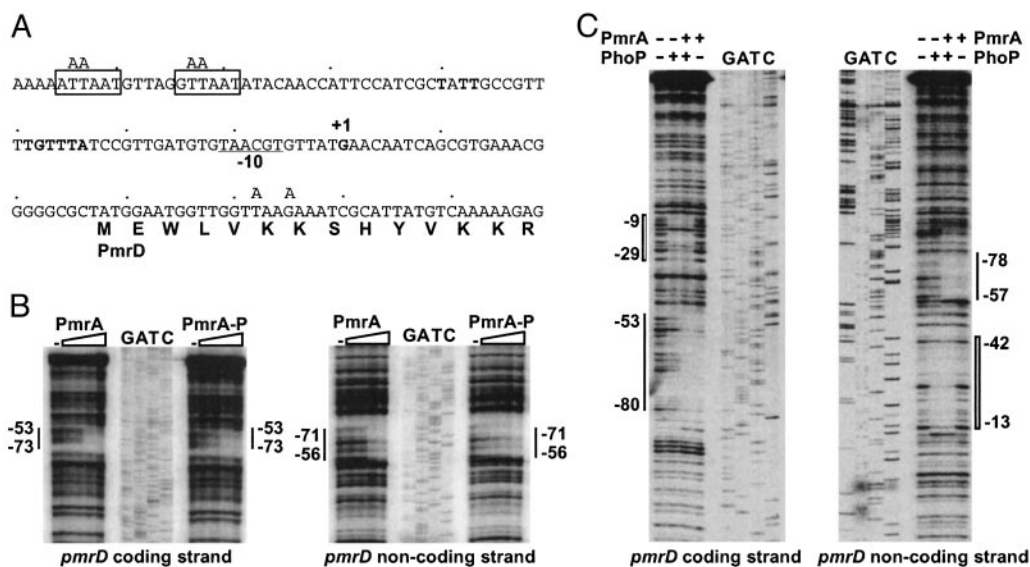 A
AA AA
AAAAATTAATGTTAGGTTAATATACAACCATTCCATCGCTATTGCCGTT
+1
TTGTTTATCCGTTGATGTGTAACGTGTTATGAACAATCAGCGTGAAACG
-10
A A
GGGGCGCTATGGAATGGTTGGTTAAGAAATCGCATTATGTCAAAAAGAG
M E W L V K K S H Y V K K R
PmrD
B
PmrA GATC PmrA-P
- -
-53 -53
-73 -73
pmrD coding strand
PmrA GATC PmrA-P
- -
-71 -71
-56 -56
pmrD non-coding strand
C
PmrA - - + +
PhoP - + + -
GATC
-9
-29
-53
-80
pmrD coding strand
- - + + PmrA
GATC - + + - PhoP
-78
-57
-42
-13
pmrD non-coding strand